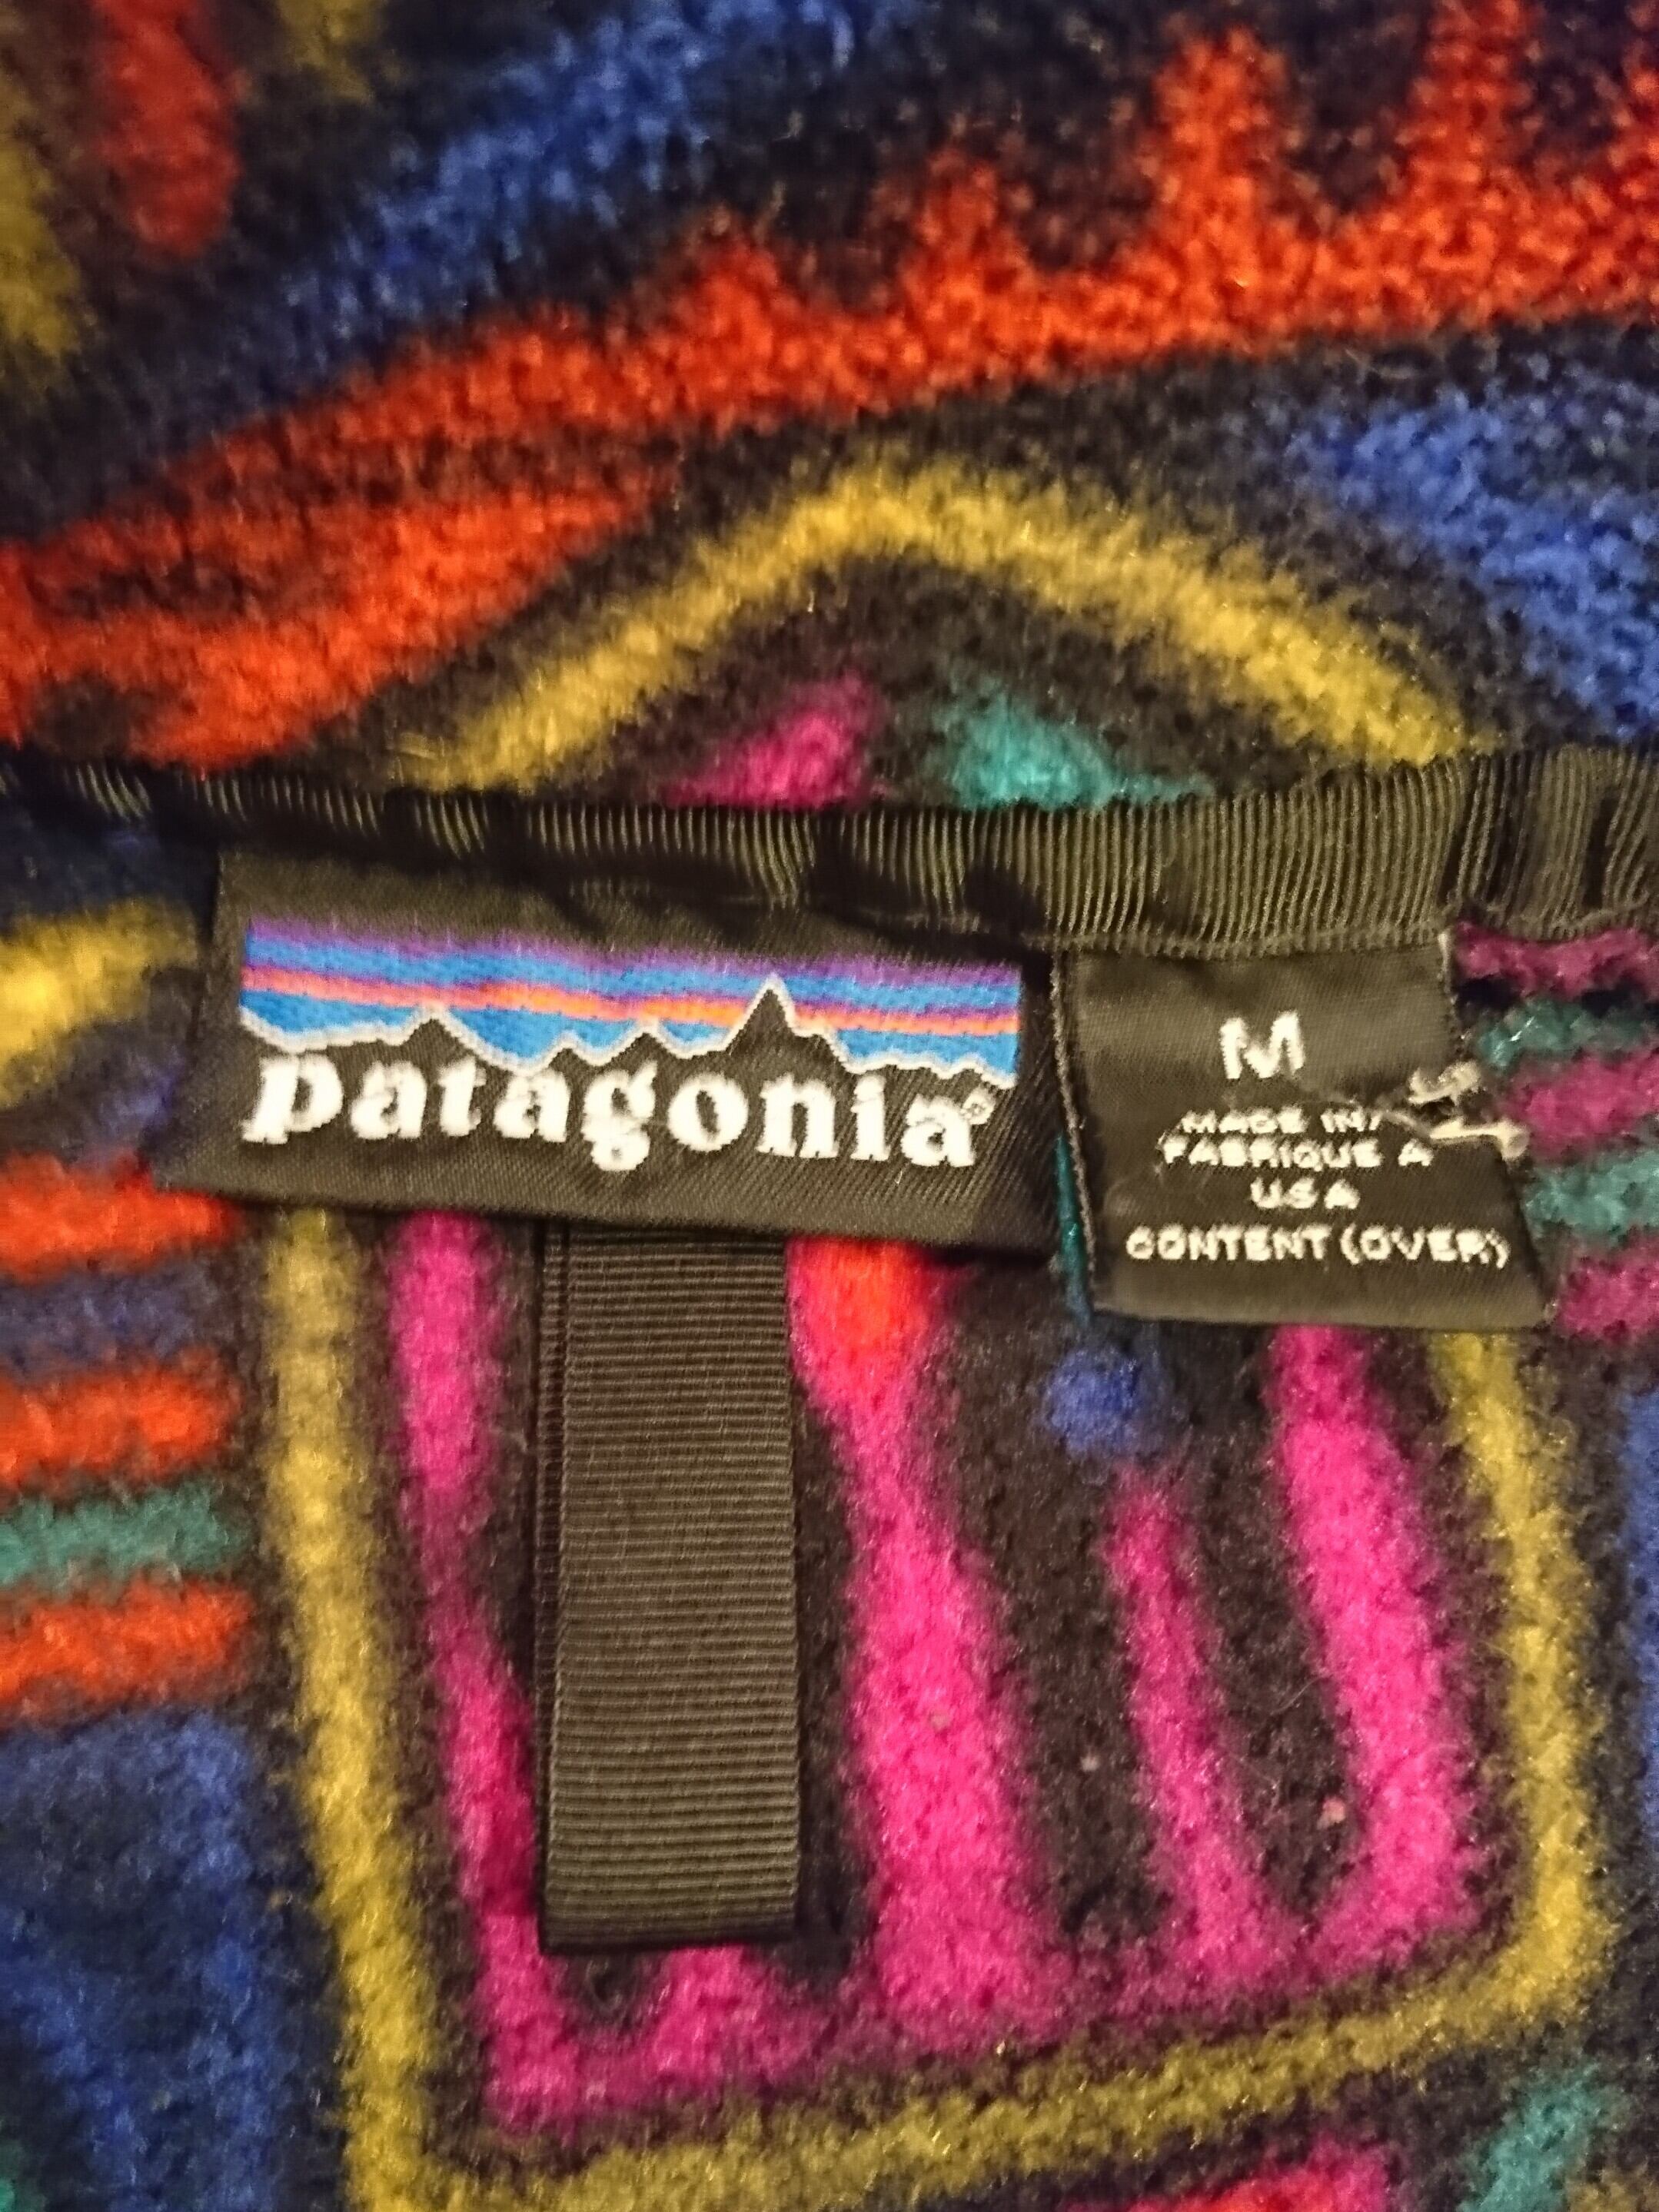 patagonia®
M
MADE IN/
FABRIQUE A
USA
CONTENT (OVER)